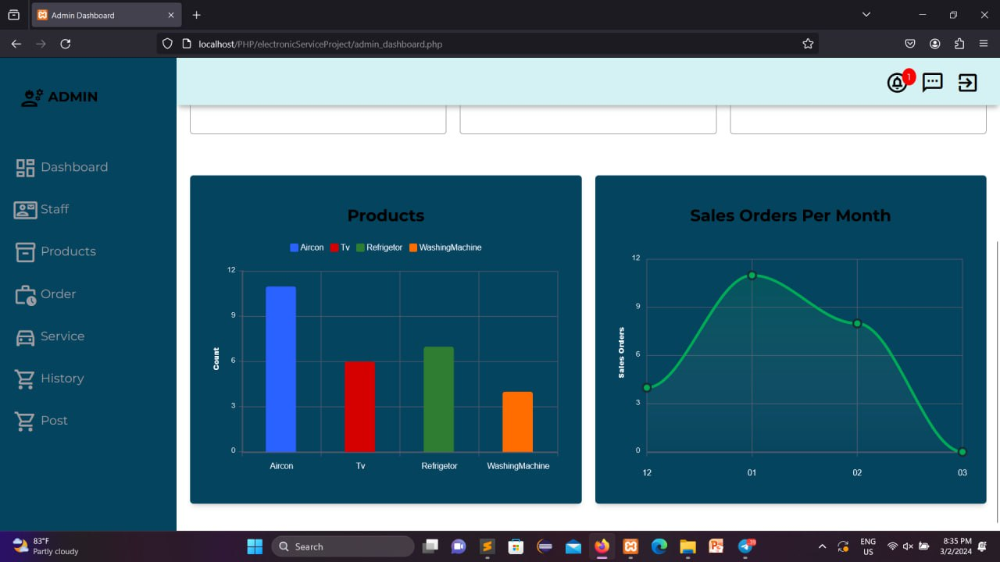 Admin Dashboard
localhost/PHP/electronicServiceProject/admin_dashboard.php
1
ADMIN
Dashboard
Staff
Products
Order
Service
History
Post
Products
Aircon Tv Refrigetor WashingMachine
12
9
6
3
0
Count
Aircon Tv Refrigetor WashingMachine
Sales Orders Per Month
12
9
6
3
0
Sales Orders
12 01 02 03
83°F
Partly cloudy
Search
ENG
US
8:35 PM
3/2/2024